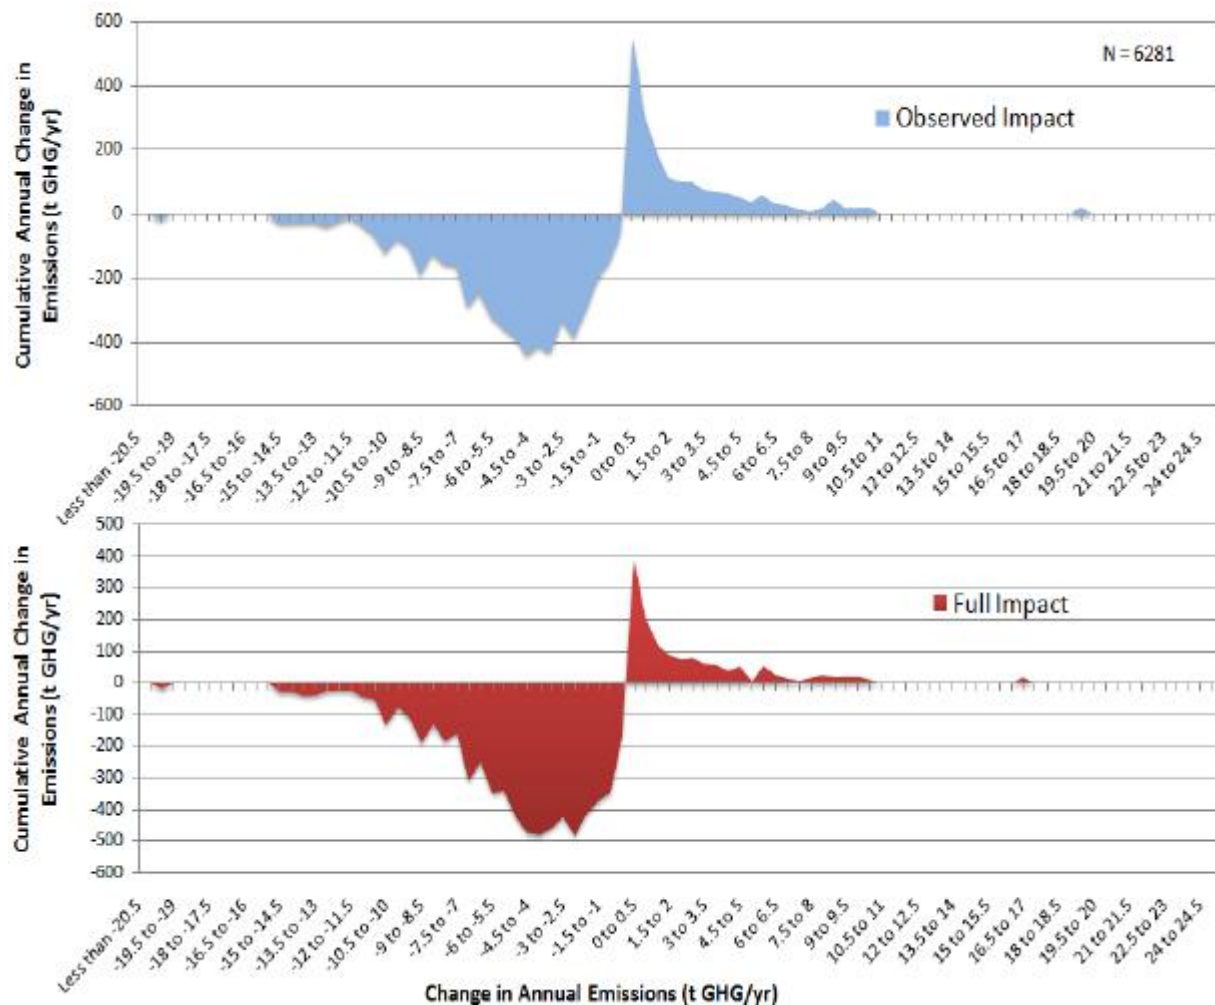 600
N = 6281
400
Observed Impact
200
0
-200
-400
-600
Cumulative Annual Change in
Emissions (t GHG/yr)
Less than -20.5
-19.5 to -19
-18 to -17.5
-16.5 to -16
-15 to -14.5
-13.5 to -13
-12 to -11.5
-10.5 to -10
-9 to -8.5
-7.5 to -7
-6 to -5.5
-4.5 to -4
-3 to -2.5
-1.5 to -1
0 to 0.5
1.5 to 2
3 to 3.5
4.5 to 5
6 to 6.5
7.5 to 8
9 to 9.5
10.5 to 11
12 to 12.5
13.5 to 14
15 to 15.5
16.5 to 17
18 to 18.5
19.5 to 20
21 to 21.5
22.5 to 23
24 to 24.5
500
400
300
Full Impact
200
100
0
-100
-200
-300
-400
-500
-600
Cumulative Annual Change in
Emissions (t GHG/yr)
Less than -20.5
-19.5 to -19
-18 to -17.5
-16.5 to -16
-15 to -14.5
-13.5 to -13
-12 to -11.5
-10.5 to -10
-9 to -8.5
-7.5 to -7
-6 to -5.5
-4.5 to -4
-3 to -2.5
-1.5 to -1
0 to 0.5
1.5 to 2
3 to 3.5
4.5 to 5
6 to 6.5
7.5 to 8
9 to 9.5
10.5 to 11
12 to 12.5
13.5 to 14
15 to 15.5
16.5 to 17
18 to 18.5
19.5 to 20
21 to 21.5
22.5 to 23
24 to 24.5
Change in Annual Emissions (t GHG/yr)